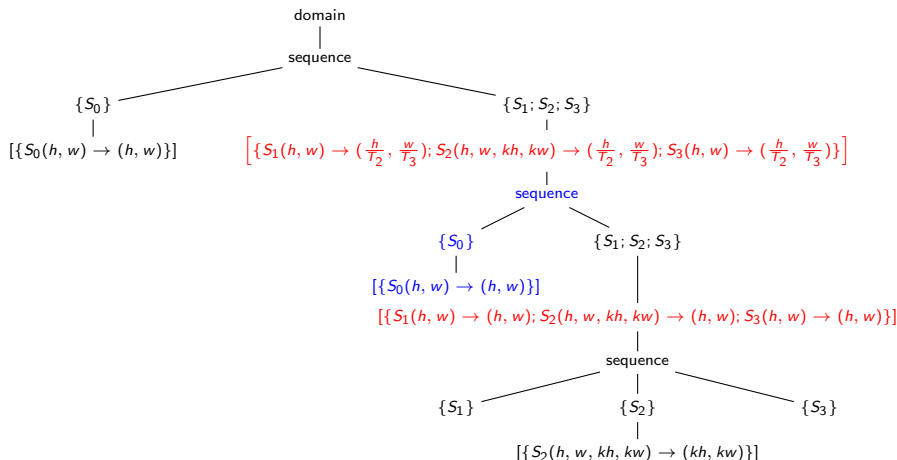 domain
sequence
{S₀} {S₁; S₂; S₃}
[{S₀(h, w) → (h, w)}] [{S₁(h, w) → (h/T₂, w/T₃); S₂(h, w, kh, kw) → (h/T₂, w/T₃); S₃(h, w) → (h/T₂, w/T₃)}]
sequence
{S₀} {S₁; S₂; S₃}
[{S₀(h, w) → (h, w)}]
[{S₁(h, w) → (h, w); S₂(h, w, kh, kw) → (h, w); S₃(h, w) → (h, w)}]
sequence
{S₁} {S₂} {S₃}
[{S₂(h, w, kh, kw) → (kh, kw)}]